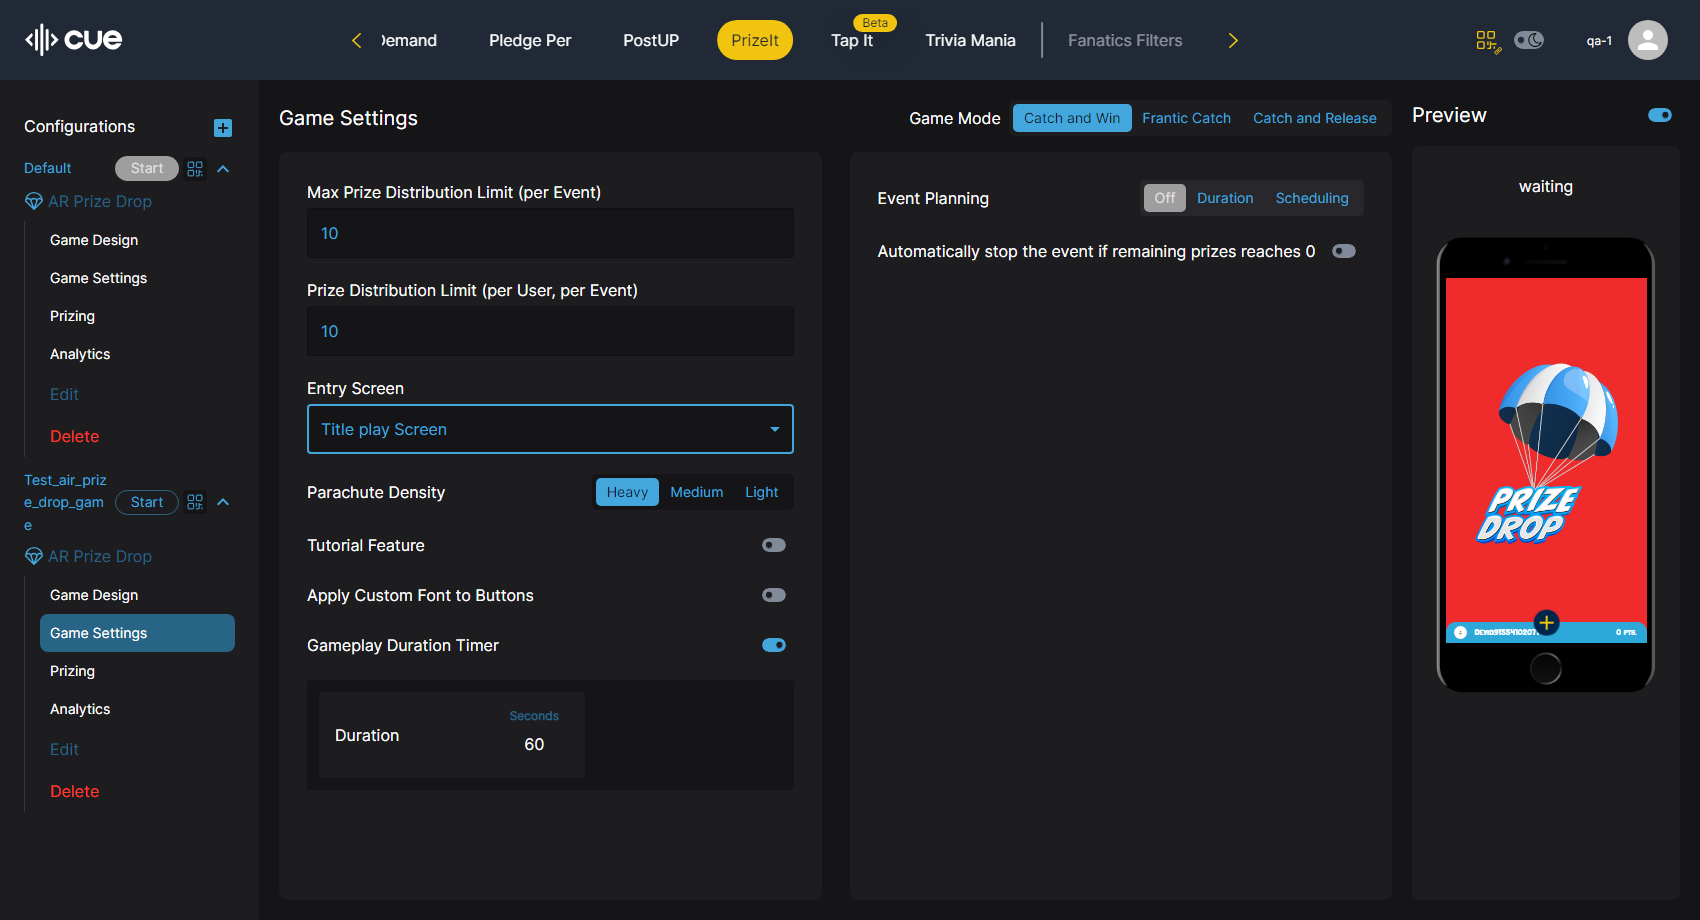 cue
Demand
Pledge Per
PostUP
PrizeIt
Beta
Tap It
Trivia Mania
Fanatics Filters
qa-1
Configurations
Default
Start
AR Prize Drop
Game Design
Game Settings
Prizing
Analytics
Edit
Delete
Test_air_priz
e_drop_gam
e
Start
AR Prize Drop
Game Design
Game Settings
Prizing
Analytics
Edit
Delete
Game Settings
Game Mode
Catch and Win
Frantic Catch
Catch and Release
Max Prize Distribution Limit (per Event)
10
Prize Distribution Limit (per User, per Event)
10
Entry Screen
Title play Screen
Parachute Density
Heavy
Medium
Light
Tutorial Feature
Apply Custom Font to Buttons
Gameplay Duration Timer
Duration
Seconds
60
Event Planning
Off
Duration
Scheduling
Automatically stop the event if remaining prizes reaches 0
Preview
waiting
PRIZE
DROP
0 PTS.